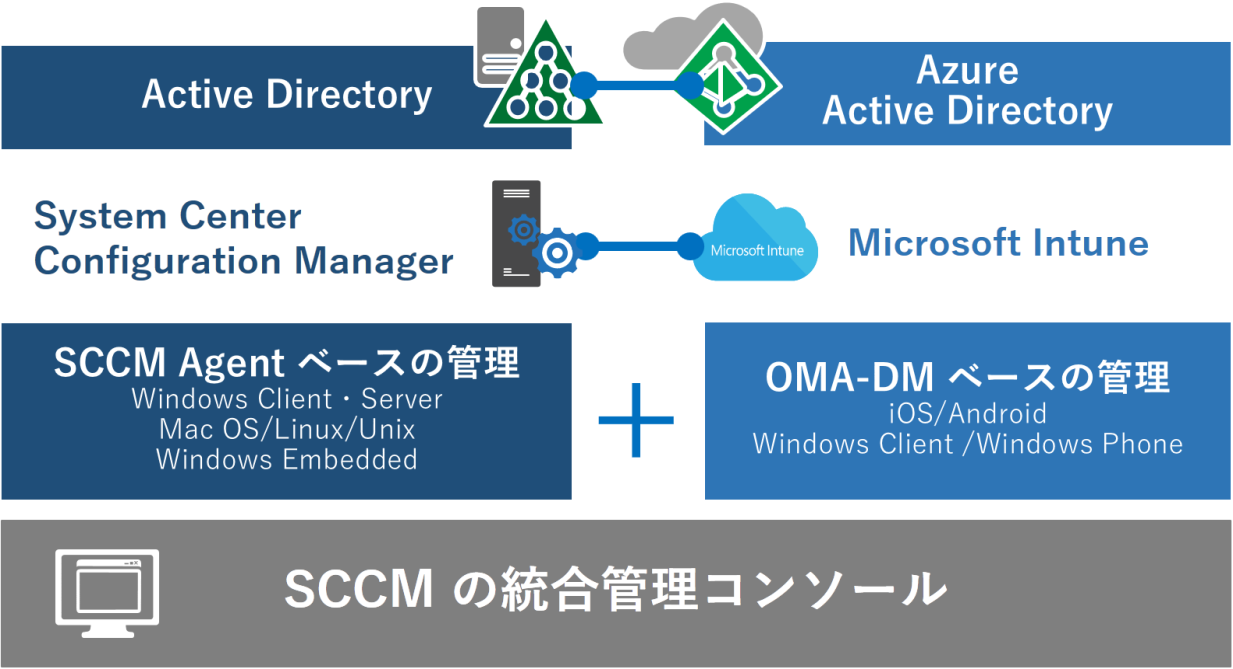 Active Directory
Azure
Active Directory
System Center
Configuration Manager
Microsoft Intune
Microsoft Intune
SCCM Agent ベースの管理
Windows Client・Server
Mac OS/Linux/Unix
Windows Embedded
OMA-DM ベースの管理
iOS/Android
Windows Client /Windows Phone
SCCM の統合管理コンソール